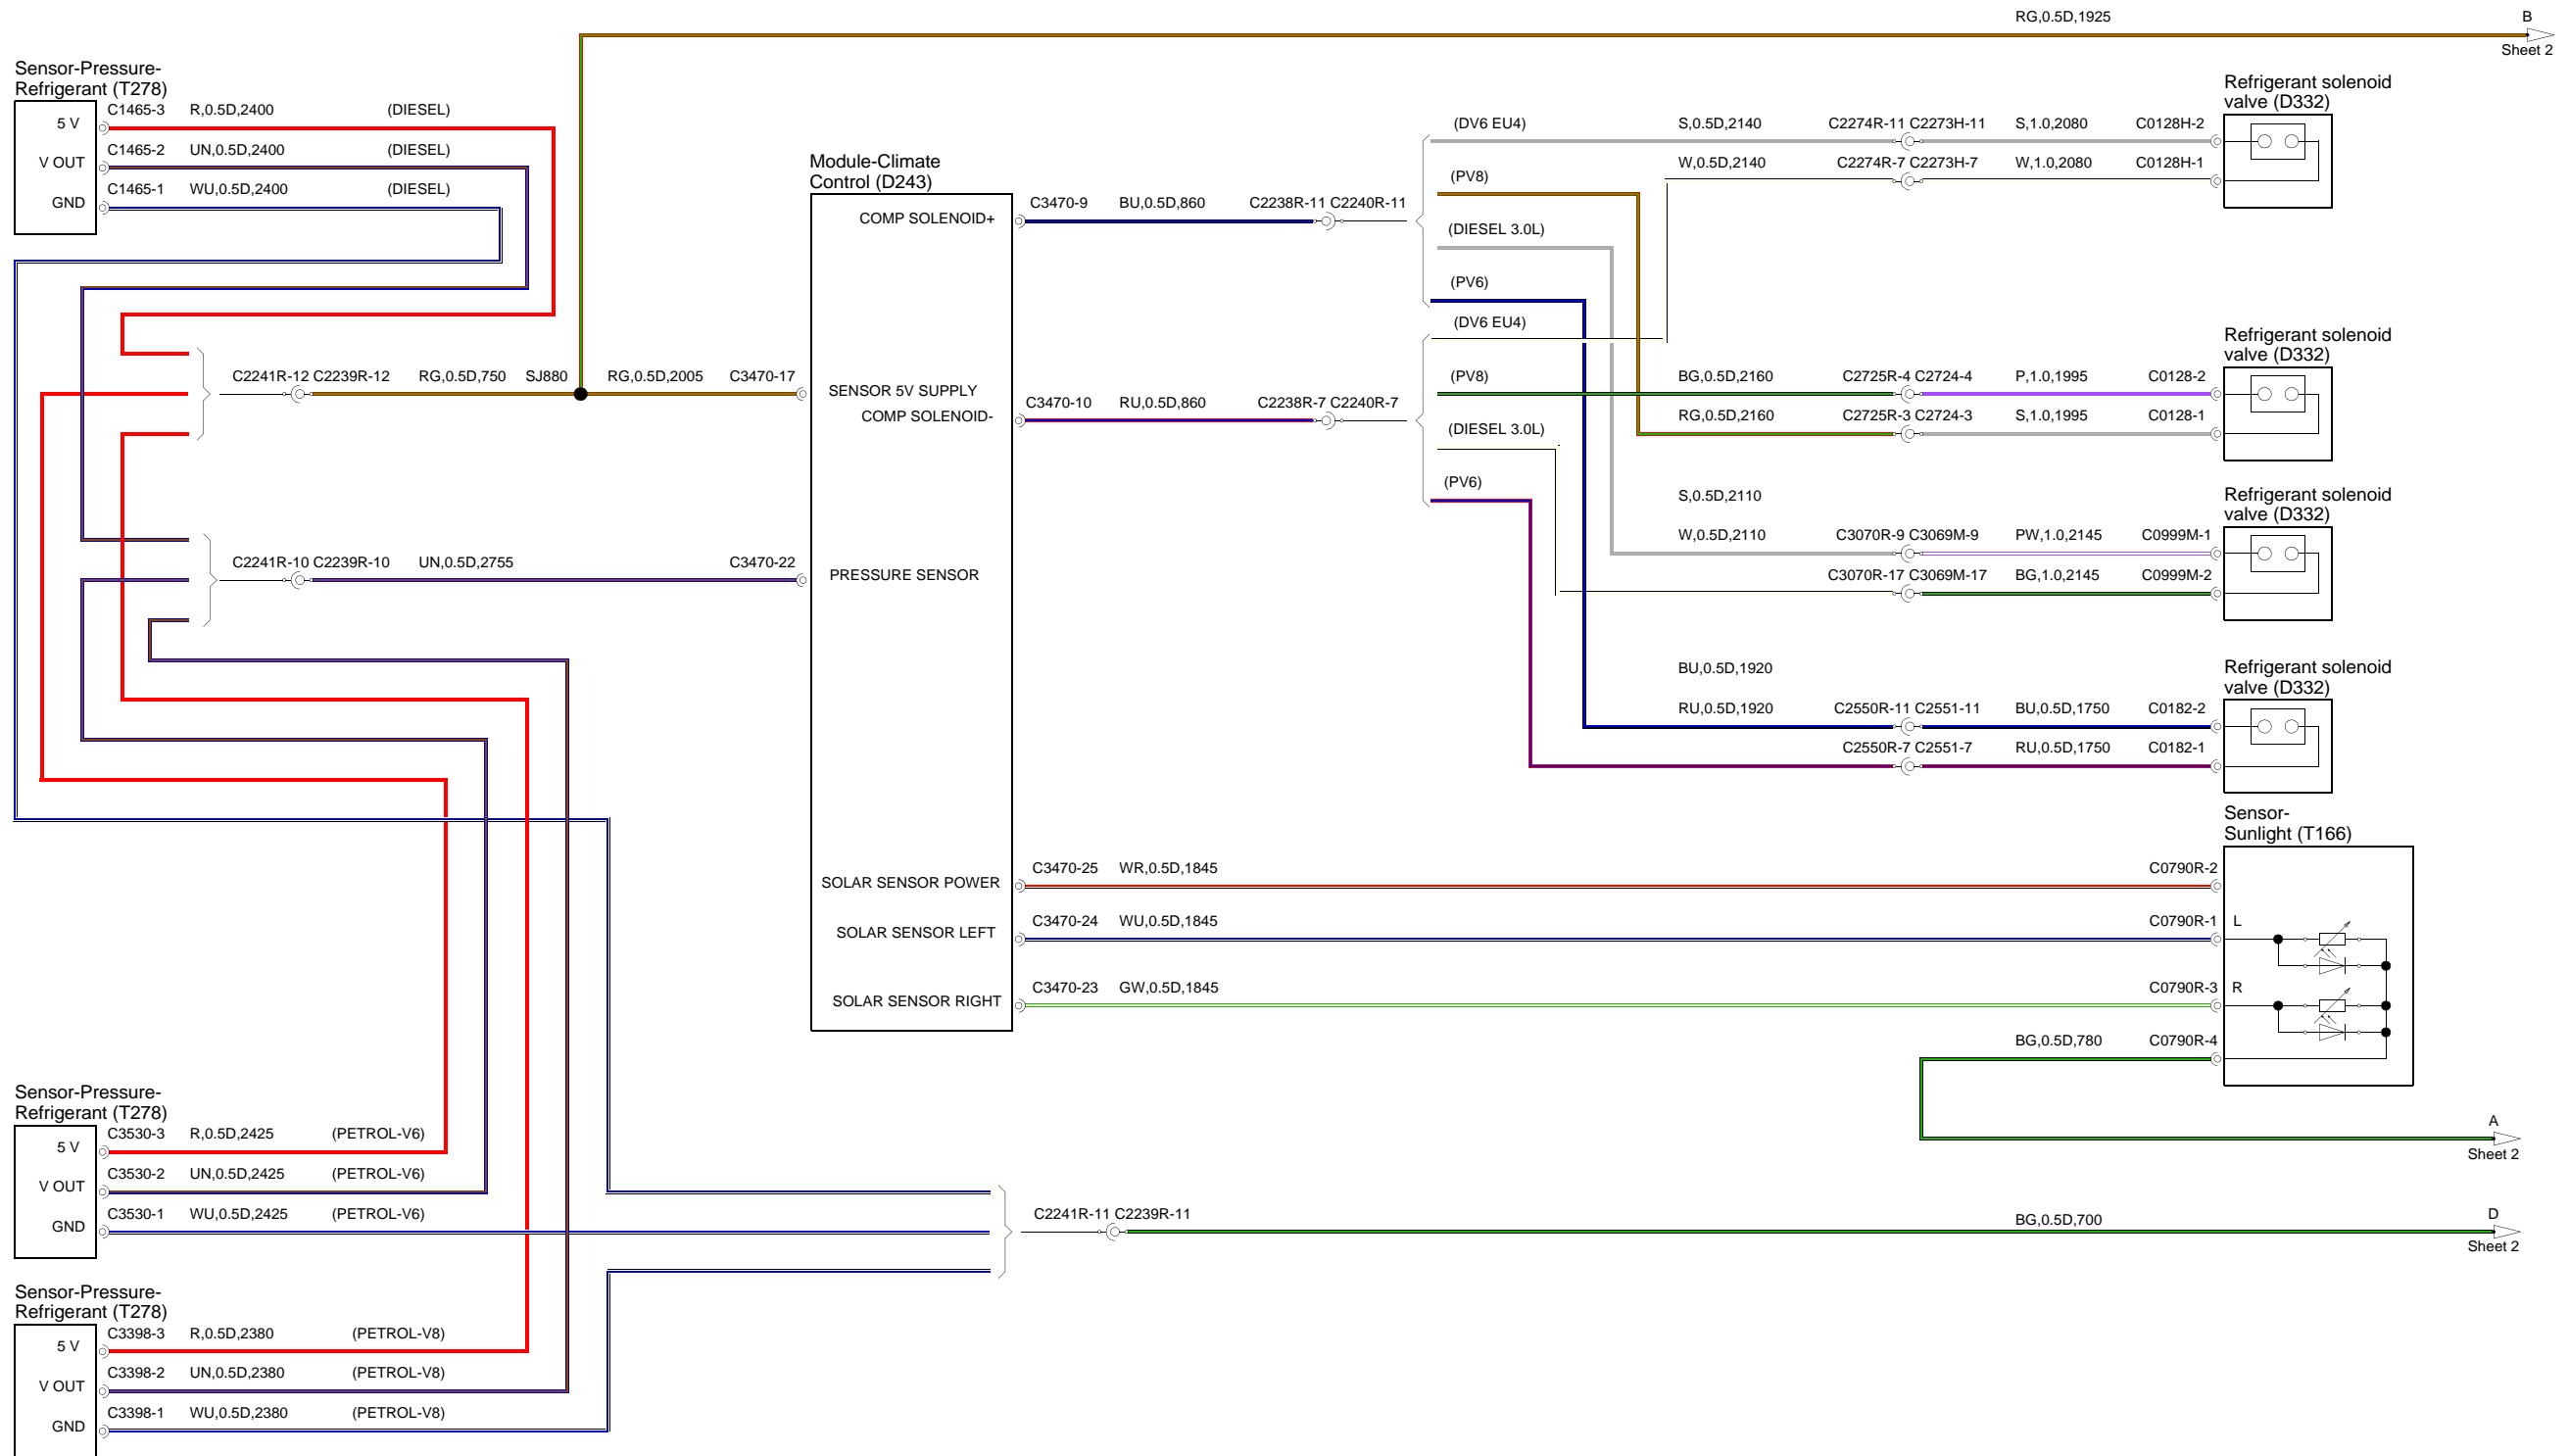 RG,0.5D,1925
B
Sheet 2
Sensor-Pressure-
Refrigerant (T278)
5 V
C1465-3 R,0.5D,2400 (DIESEL)
V OUT
C1465-2 UN,0.5D,2400 (DIESEL)
GND
C1465-1 WU,0.5D,2400 (DIESEL)
C2241R-12 C2239R-12 RG,0.5D,750 SJ880 RG,0.5D,2005 C3470-17
C2241R-10 C2239R-10 UN,0.5D,2755 C3470-22
Module-Climate
Control (D243)
COMP SOLENOID+
SENSOR 5V SUPPLY
COMP SOLENOID-
PRESSURE SENSOR
SOLAR SENSOR POWER
SOLAR SENSOR LEFT
SOLAR SENSOR RIGHT
C3470-9 BU,0.5D,860 C2238R-11 C2240R-11
C3470-10 RU,0.5D,860 C2238R-7 C2240R-7
(DV6 EU4)
(PV8)
(DIESEL 3.0L)
(PV6)
(DV6 EU4)
(PV8)
(DIESEL 3.0L)
(PV6)
Refrigerant solenoid
valve (D332)
S,0.5D,2140 C2274R-11 C2273H-11 S,1.0,2080 C0128H-2
W,0.5D,2140 C2274R-7 C2273H-7 W,1.0,2080 C0128H-1
Refrigerant solenoid
valve (D332)
BG,0.5D,2160 C2725R-4 C2724-4 P,1.0,1995 C0128-2
RG,0.5D,2160 C2725R-3 C2724-3 S,1.0,1995 C0128-1
Refrigerant solenoid
valve (D332)
S,0.5D,2110
W,0.5D,2110 C3070R-9 C3069M-9 PW,1.0,2145 C0999M-1
C3070R-17 C3069M-17 BG,1.0,2145 C0999M-2
Refrigerant solenoid
valve (D332)
BU,0.5D,1920
RU,0.5D,1920 C2550R-11 C2551-11 BU,0.5D,1750 C0182-2
C2550R-7 C2551-7 RU,0.5D,1750 C0182-1
Sensor-
Sunlight (T166)
C3470-25 WR,0.5D,1845 C0790R-2
C3470-24 WU,0.5D,1845 C0790R-1 L
C3470-23 GW,0.5D,1845 C0790R-3 R
BG,0.5D,780 C0790R-4
A
Sheet 2
Sensor-Pressure-
Refrigerant (T278)
5 V
C3530-3 R,0.5D,2425 (PETROL-V6)
V OUT
C3530-2 UN,0.5D,2425 (PETROL-V6)
GND
C3530-1 WU,0.5D,2425 (PETROL-V6)
C2241R-11 C2239R-11 BG,0.5D,700
D
Sheet 2
Sensor-Pressure-
Refrigerant (T278)
5 V
C3398-3 R,0.5D,2380 (PETROL-V8)
V OUT
C3398-2 UN,0.5D,2380 (PETROL-V8)
GND
C3398-1 WU,0.5D,2380 (PETROL-V8)